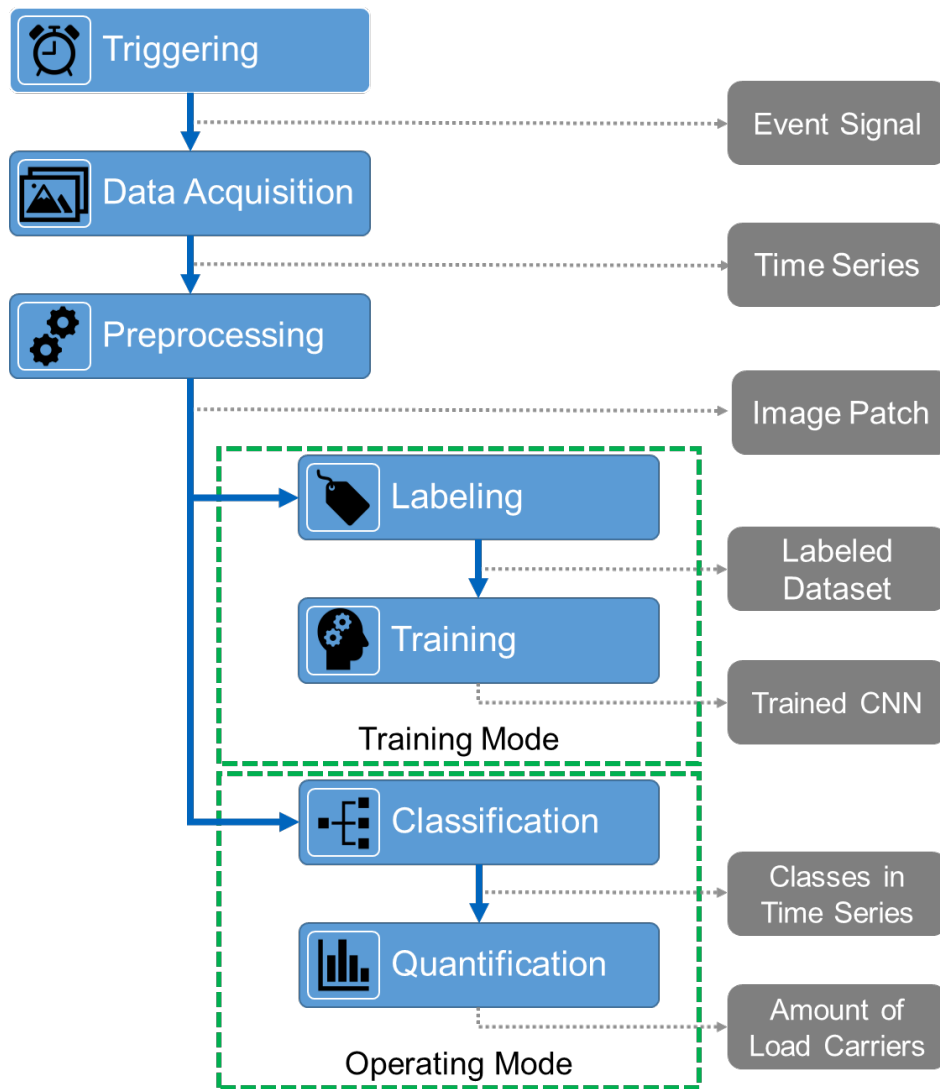 Triggering
Event Signal
Data Acquisition
Time Series
Preprocessing
Image Patch
Labeling
Labeled
Dataset
Training
Trained CNN
Training Mode
Classification
Classes in
Time Series
Quantification
Amount of
Load Carriers
Operating Mode